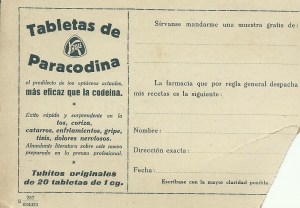 Tabletas de
Paracodina
el predilecto de los opiáceos actuales,
más eficaz que la codeina.
Exito rápido y sorprendente en la
tos, coriza,
catarros, enfriamientos, gripe,
tisis, dolores nerviosos.
Abundante literatura sobre este nuevo
preparado en la prensa profesional.
Tubitos originales
de 20 tabletas de 1 cg.
Sírvanse mandarme una muestra gratis de:
La farmacia que por regla general despacha
mis recetas es la siguiente:
Nombre:
Dirección exacta:
Fecha:
Escríbase con la mayor claridad posible.